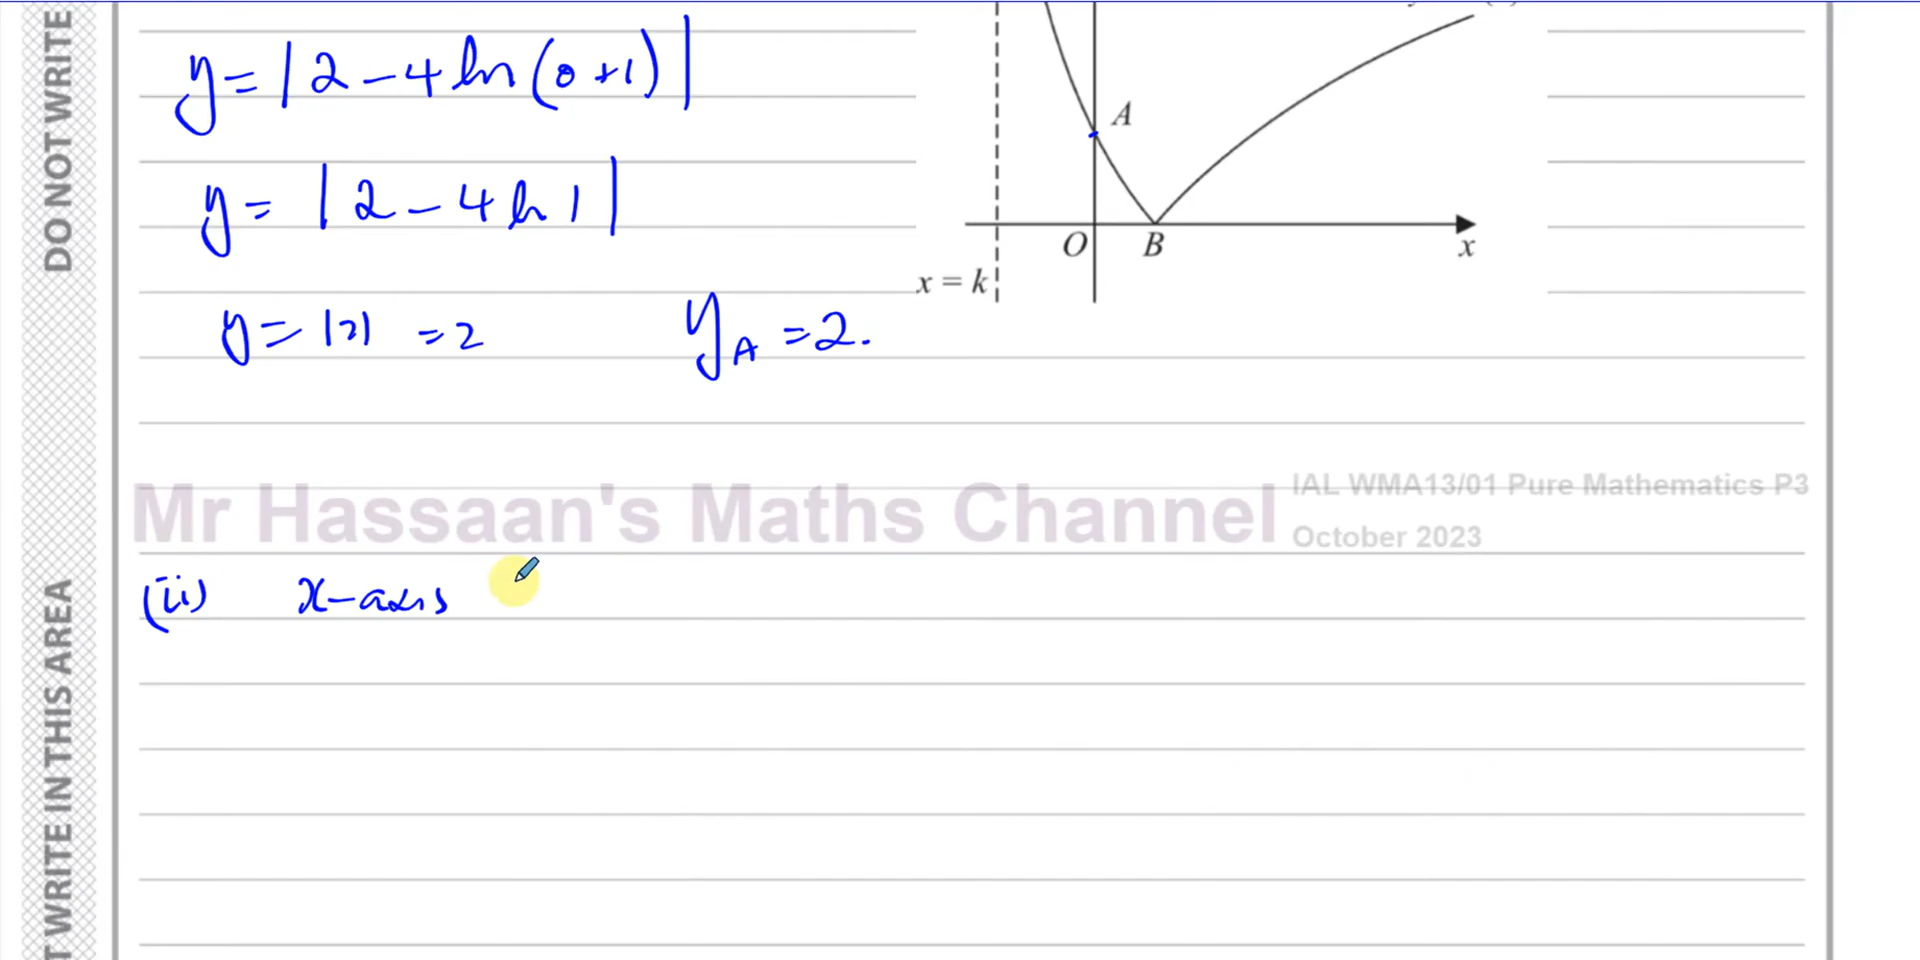 DO NOT WRITE
y = |2 - 4 ln(0+1)|
A
y = |2 - 4 ln 1|
O B x
x = k
y = |2| = 2 y_A = 2.
Mr Hassaan's Maths Channel
IAL WMA13/01 Pure Mathematics P3
October 2023
(ii) x-axis
T WRITE IN THIS AREA